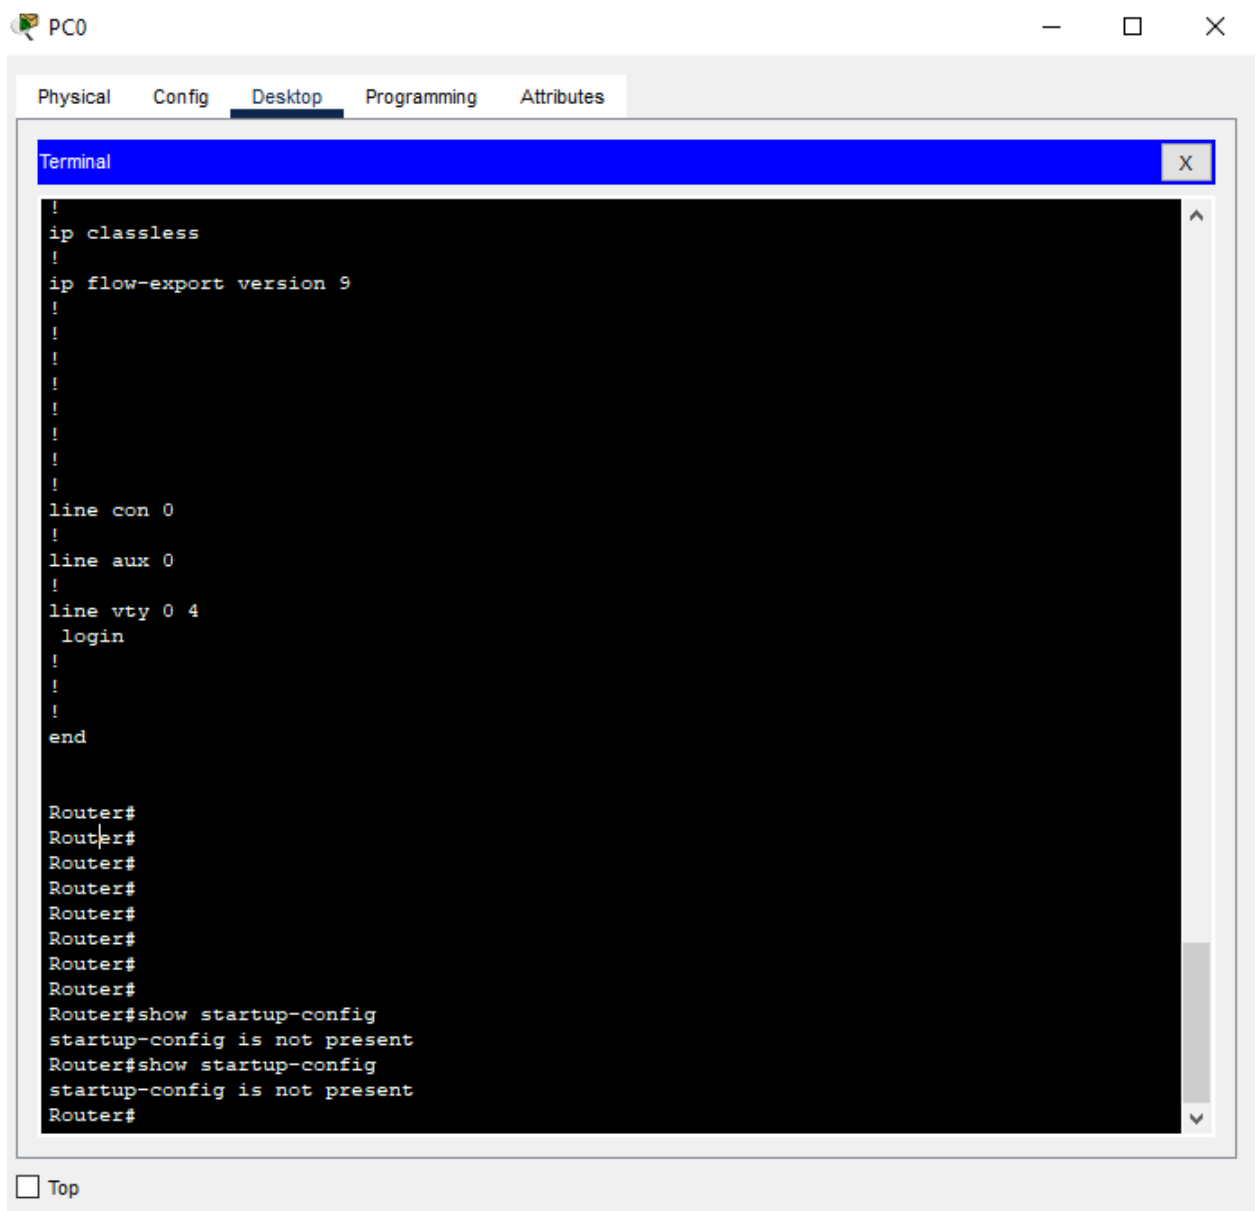 PC0
Physical Config Desktop Programming Attributes
Terminal
X
!
ip classless
!
ip flow-export version 9
!
!
!
!
!
!
!
!
line con 0
!
line aux 0
!
line vty 0 4
login
!
!
!
end
Router#
Router#
Router#
Router#
Router#
Router#
Router#
Router#
Router#show startup-config
startup-config is not present
Router#show startup-config
startup-config is not present
Router#
Top